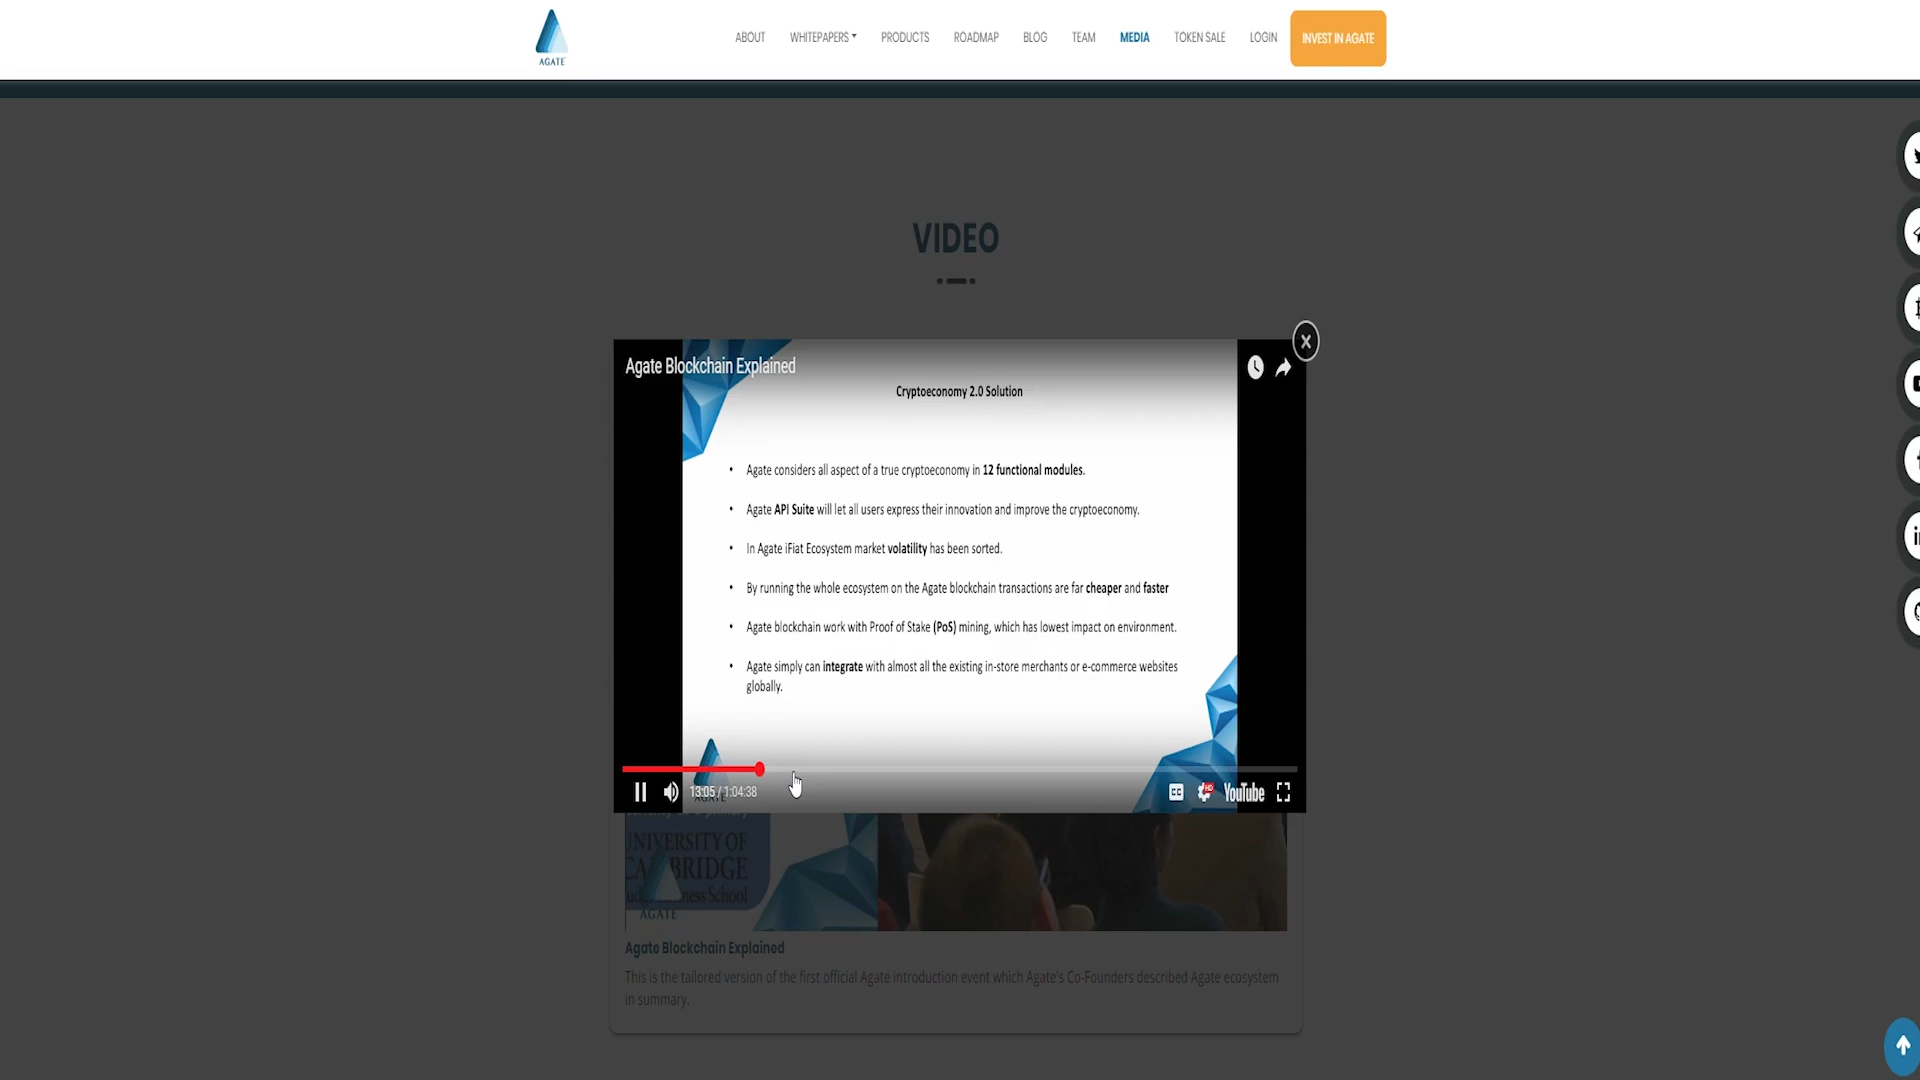 AGATE
ABOUT WHITEPAPERS PRODUCTS ROADMAP BLOG TEAM MEDIA TOKEN SALE LOGIN INVEST IN AGATE
VIDEO
Agate Blockchain Explained
Cryptoeconomy 2.0 Solution
• Agate considers all aspect of a true cryptoeconomy in 12 functional modules.
• Agate API Suite will let all users express their innovation and improve the cryptoeconomy.
• In Agate iFiat Ecosystem market volatility has been sorted.
• By running the whole ecosystem on the Agate blockchain transactions are far cheaper and faster
• Agate blockchain work with Proof of Stake (PoS) mining, which has lowest impact on environment.
• Agate simply can integrate with almost all the existing in-store merchants or e-commerce websites
globally.
13:05 / 1:04:38 CC HD YouTube
UNIVERSITY OF
CAMBRIDGE
AGATE
Agate Blockchain Explained
This is the tailored version of the first official Agate introduction event which Agate's Co-Founders described Agate ecosystem
in summary.